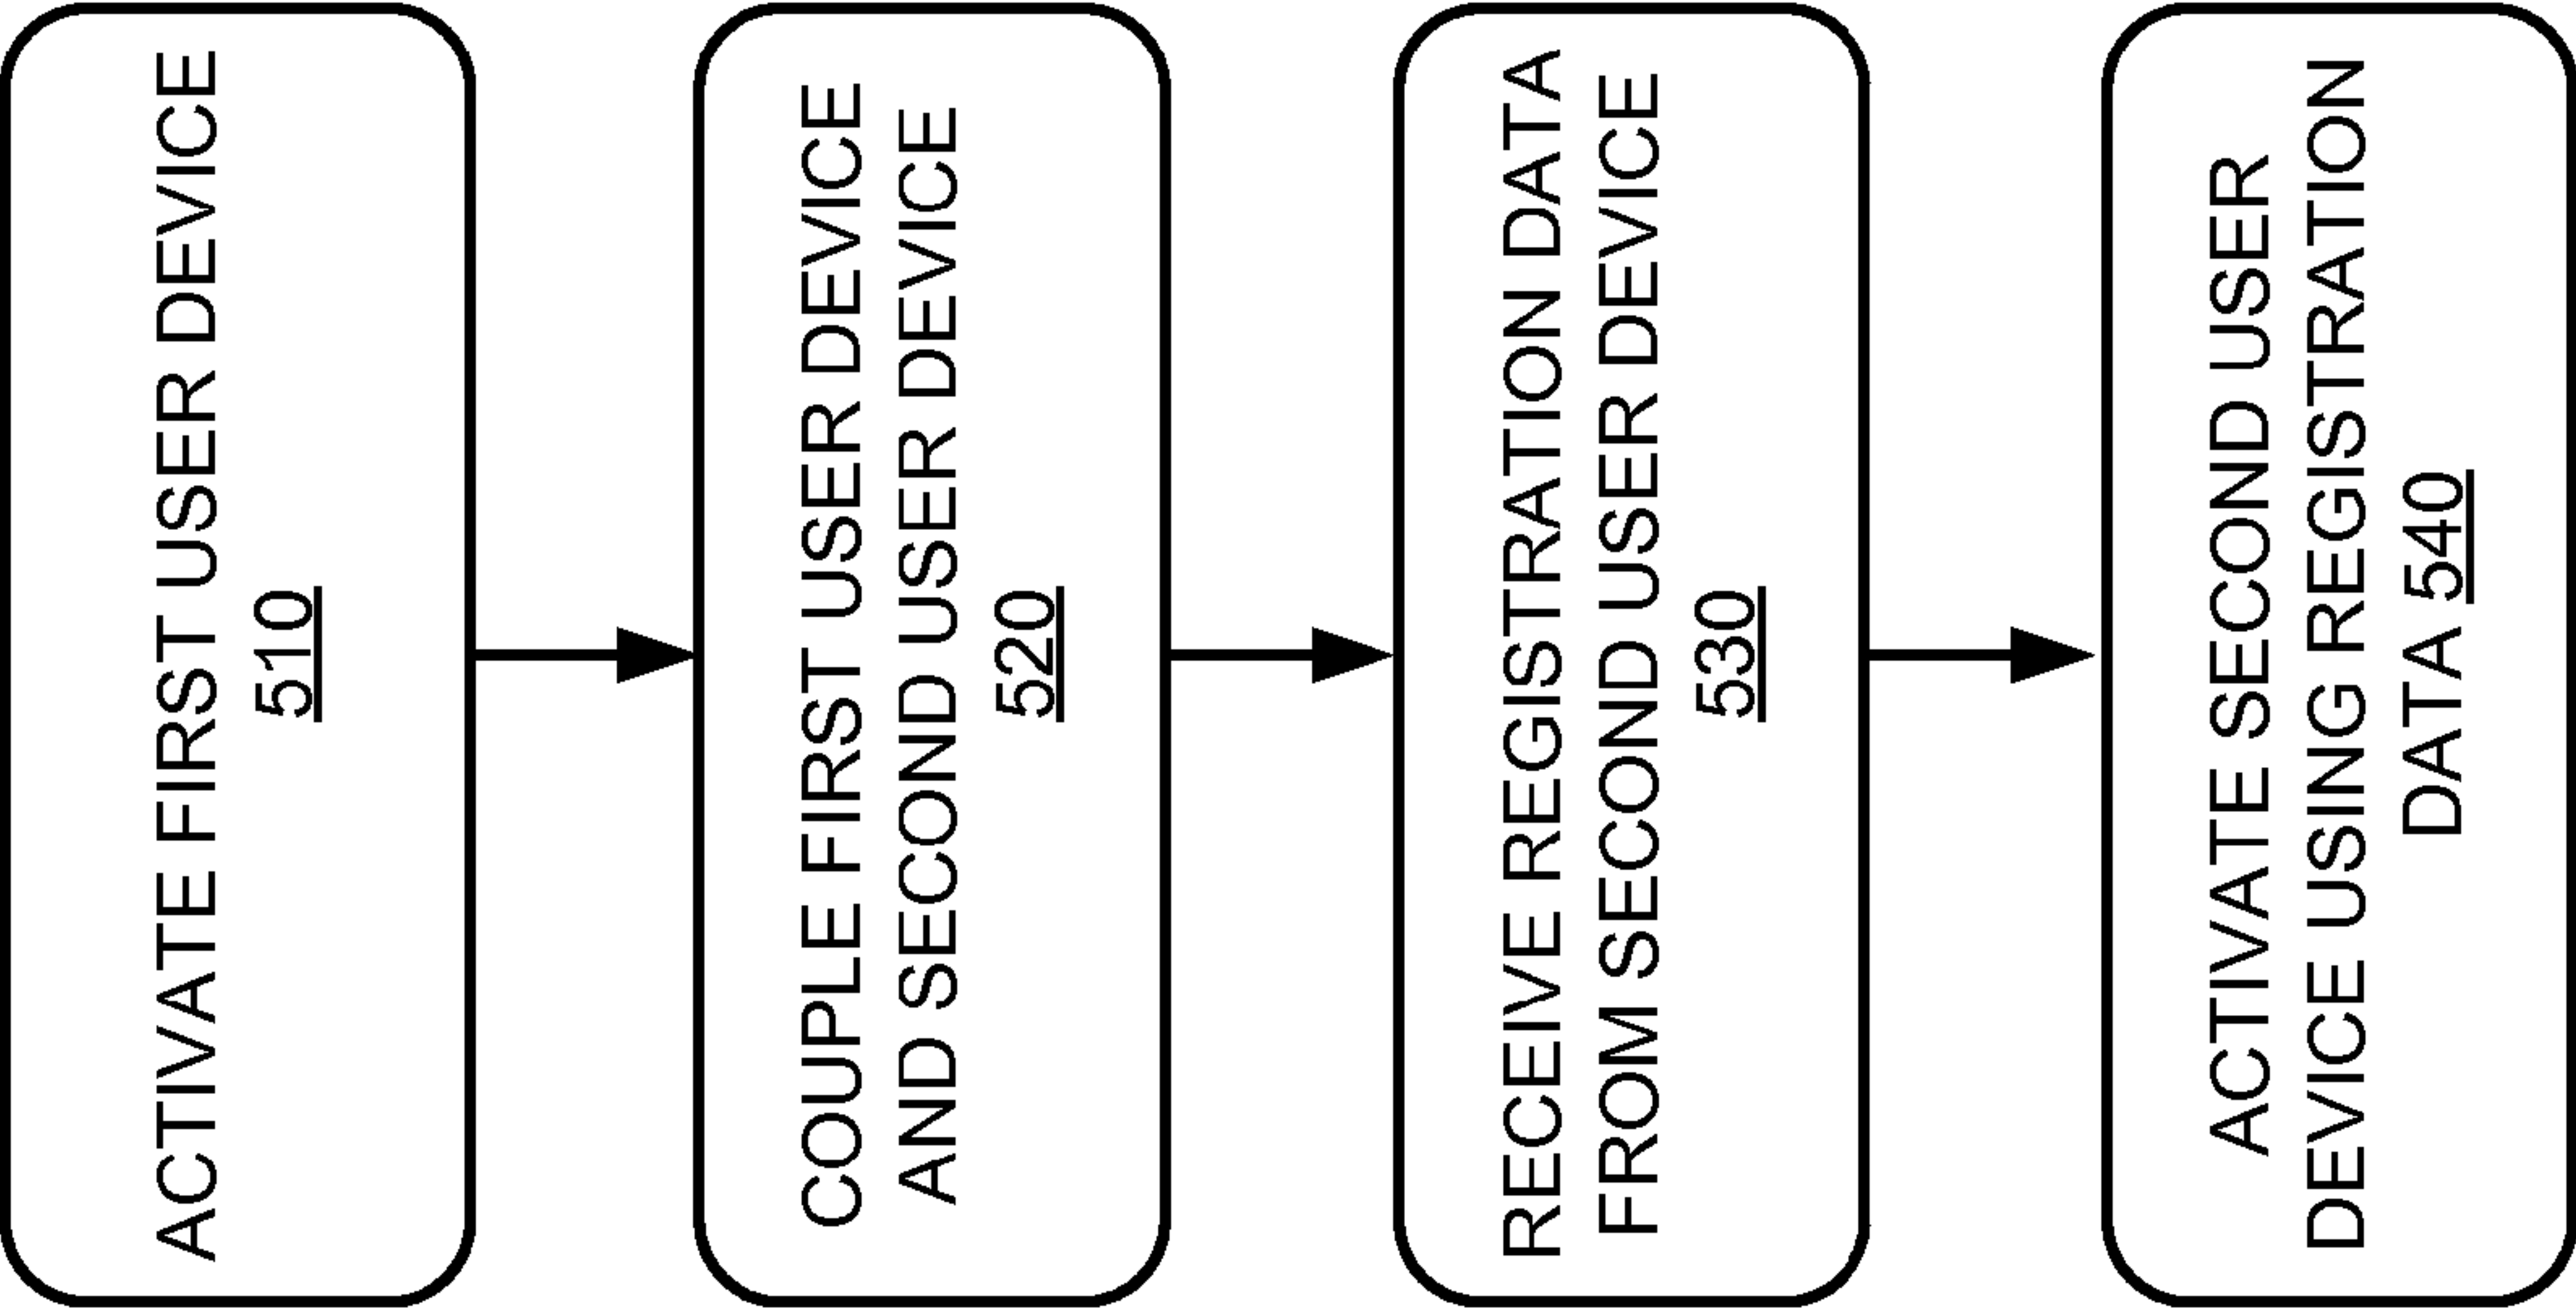 ACTIVATE FIRST USER DEVICE
510
COUPLE FIRST USER DEVICE
AND SECOND USER DEVICE
520
RECEIVE REGISTRATION DATA
FROM SECOND USER DEVICE
530
ACTIVATE SECOND USER
DEVICE USING REGISTRATION
DATA 540